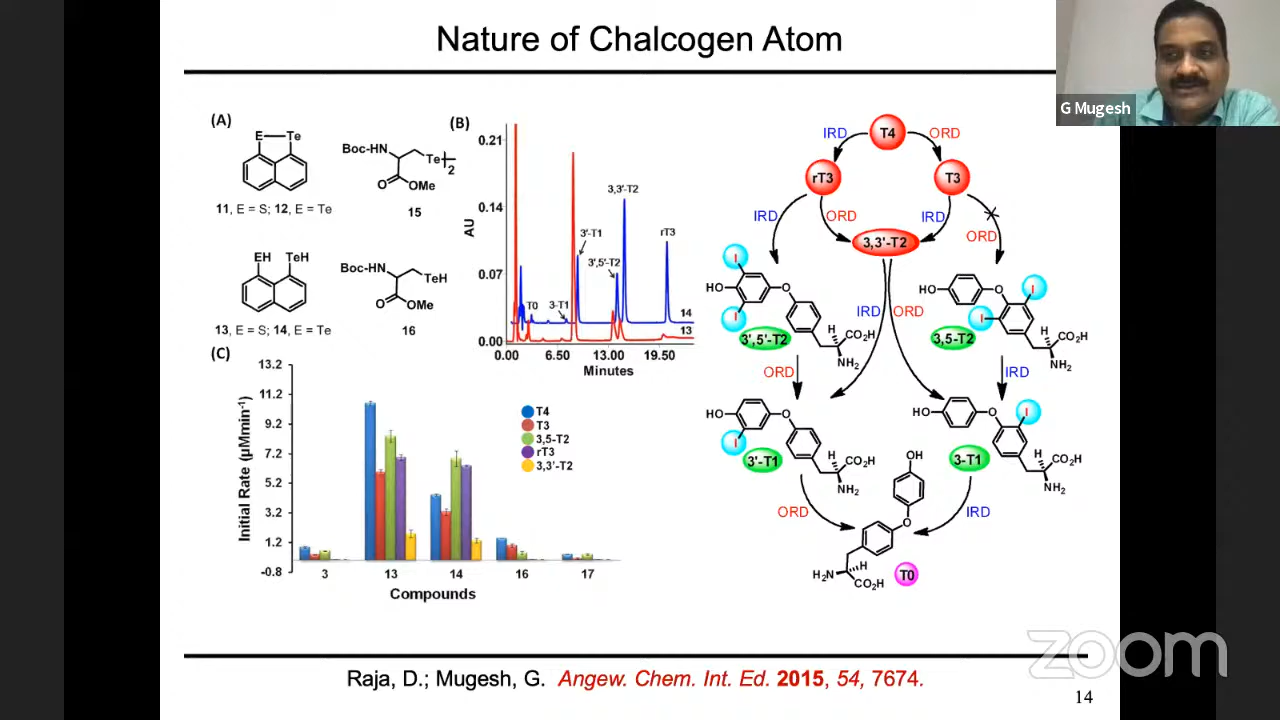 Nature of Chalcogen Atom
G Mugesh
(A)
E
Te
11, E = S; 12, E = Te
Boc-HN
Te
2
O
OMe
15
EH
TeH
13, E = S; 14, E = Te
Boc-HN
TeH
O
OMe
16
(B)
AU
0.21
0.14
0.07
0.00
T0
3-T1
3'-T1
3',5'-T2
3,3'-T2
rT3
14
13
0.00 6.50 13.00 19.50
Minutes
(C)
Initial Rate (µMmin-1)
13.2
11.2
9.2
7.2
5.2
3.2
1.2
-0.8
T4
T3
3,5-T2
rT3
3,3'-T2
3 13 14 16 17
Compounds
IRD
T4
ORD
rT3
T3
IRD
ORD
IRD
ORD
3,3'-T2
I
HO
I
O
3',5'-T2
H
CO2H
NH2
IRD
ORD
HO
O
I
I
3,5-T2
H
CO2H
NH2
ORD
IRD
HO
O
I
3'-T1
H
CO2H
NH2
HO
O
I
3-T1
H
CO2H
NH2
ORD
IRD
OH
O
H2N
H
CO2H
T0
zoom
Raja, D.; Mugesh, G. Angew. Chem. Int. Ed. 2015, 54, 7674.
14